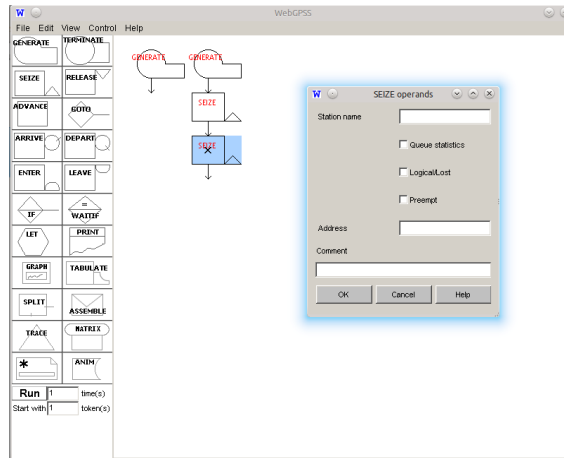 W WebGPSS
File Edit View Control Help
GENERATE TERMINATE
SEIZE RELEASE
ADVANCE GOTO
ARRIVE DEPART
ENTER LEAVE
IF = WAITIF
LET PRINT
GRAPH TABULATE
SPLIT ASSEMBLE
TRACE MATRIX
* ANIM
Run 1 time(s)
Start with 1 token(s)
GENERATE GENERATE
SEIZE
SEIZE
W SEIZE operands
Station name
Queue statistics
Logical/Lost
Preempt
Address
Comment
OK Cancel Help